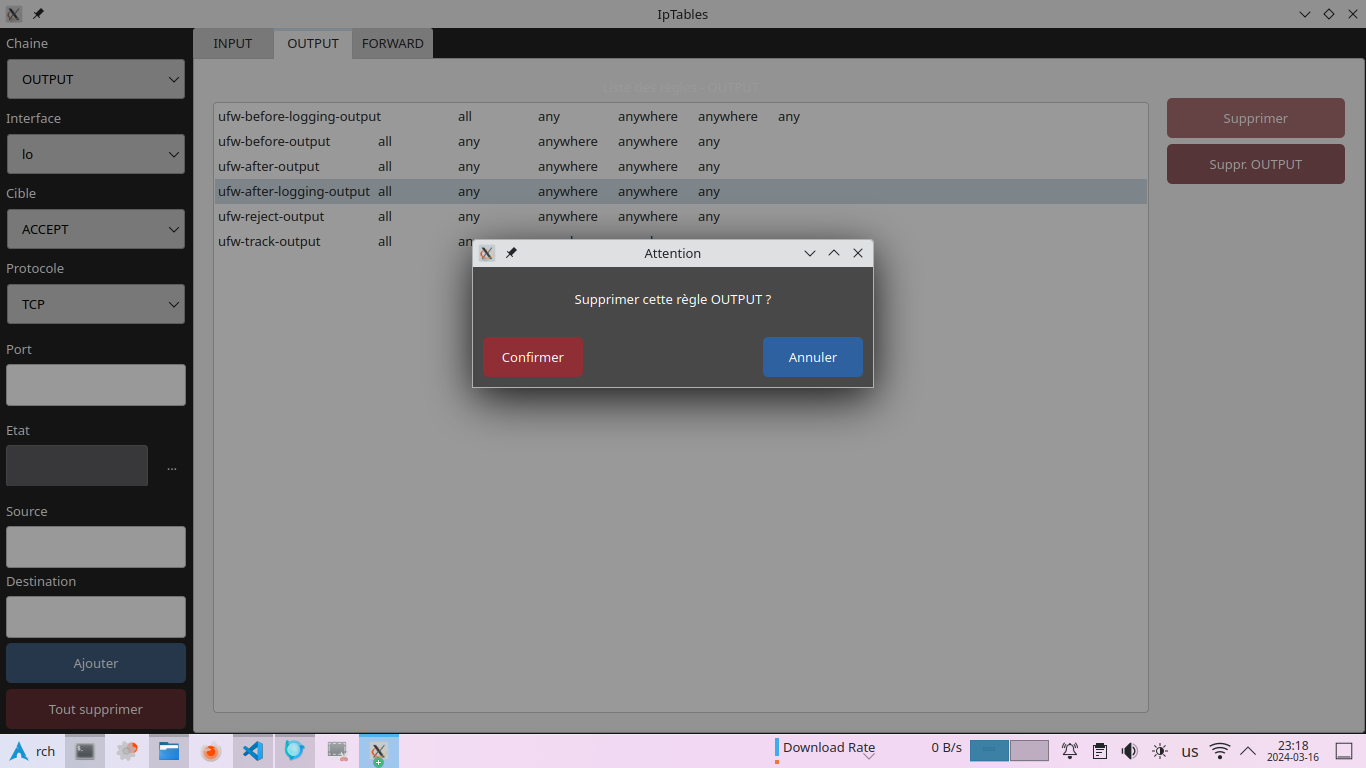 IpTables
Chaine
OUTPUT
Interface
lo
Cible
ACCEPT
Protocole
TCP
Port
Etat
...
Source
Destination
Ajouter
Tout supprimer
INPUT OUTPUT FORWARD
ufw-before-logging-output all any anywhere anywhere any
ufw-before-output all any anywhere anywhere any
ufw-after-output all any anywhere anywhere any
ufw-after-logging-output all any anywhere anywhere any
ufw-reject-output all any anywhere anywhere any
ufw-track-output all
Supprimer
Suppr. OUTPUT
Attention
Supprimer cette règle OUTPUT ?
Confirmer Annuler
rch
Download Rate 0 B/s
us
23:18
2024-03-16